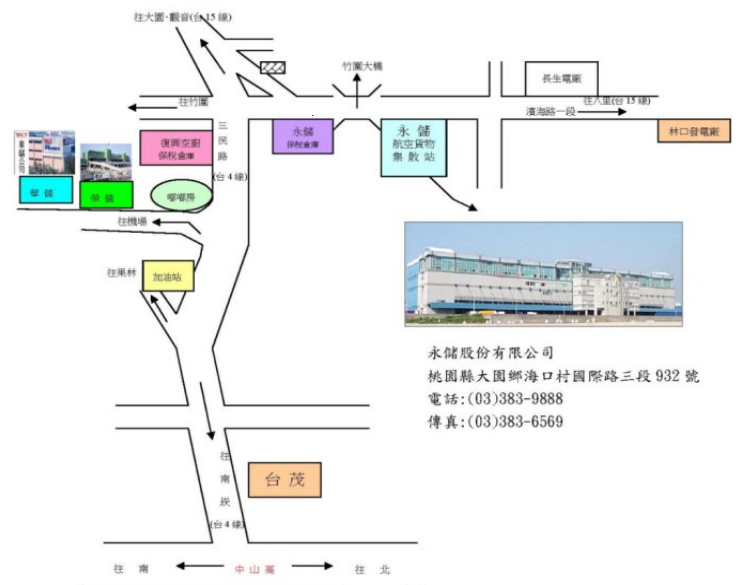 往大園、觀音(台15線)
竹圍大橋
長生電廠
往竹圍
往八里(台15線)
濱海路一段
三民路
(台4線)
復興空廚
保稅倉庫
永儲
保稅倉庫
永儲
航空貨物
集散站
林口發電廠
華儲公司
華儲
榮儲
嘟嘟房
往機場
往果林
加油站
永儲股份有限公司
桃園縣大園鄉海口村國際路三段932號
電話:(03)383-9888
傳真:(03)383-6569
往南崁
(台4線)
台茂
往南
中山高
往北